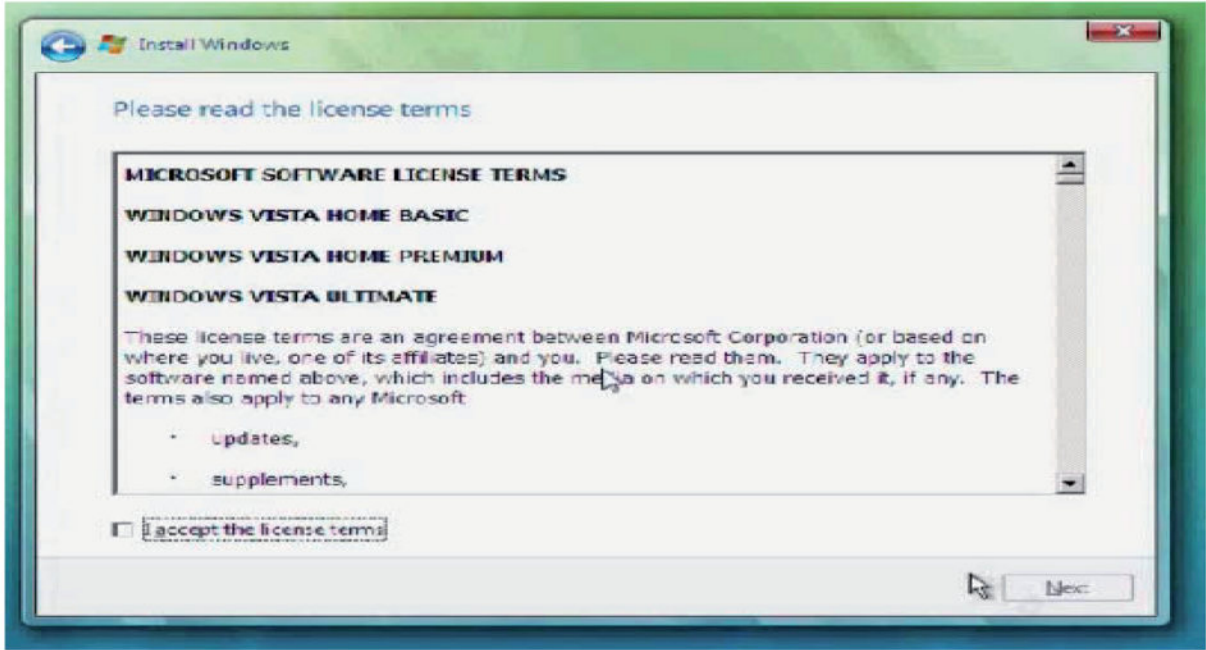 Install Windows
Please read the license terms
MICROSOFT SOFTWARE LICENSE TERMS
WINDOWS VISTA HOME BASIC
WINDOWS VISTA HOME PREMIUM
WINDOWS VISTA ULTIMATE
These license terms are an agreement between Microsoft Corporation (or based on
where you live, one of its affiliates) and you.  Please read them.  They apply to the
software named above, which includes the media on which you received it, if any.  The
terms also apply to any Microsoft
· updates,
· supplements,
I accept the license terms
Next